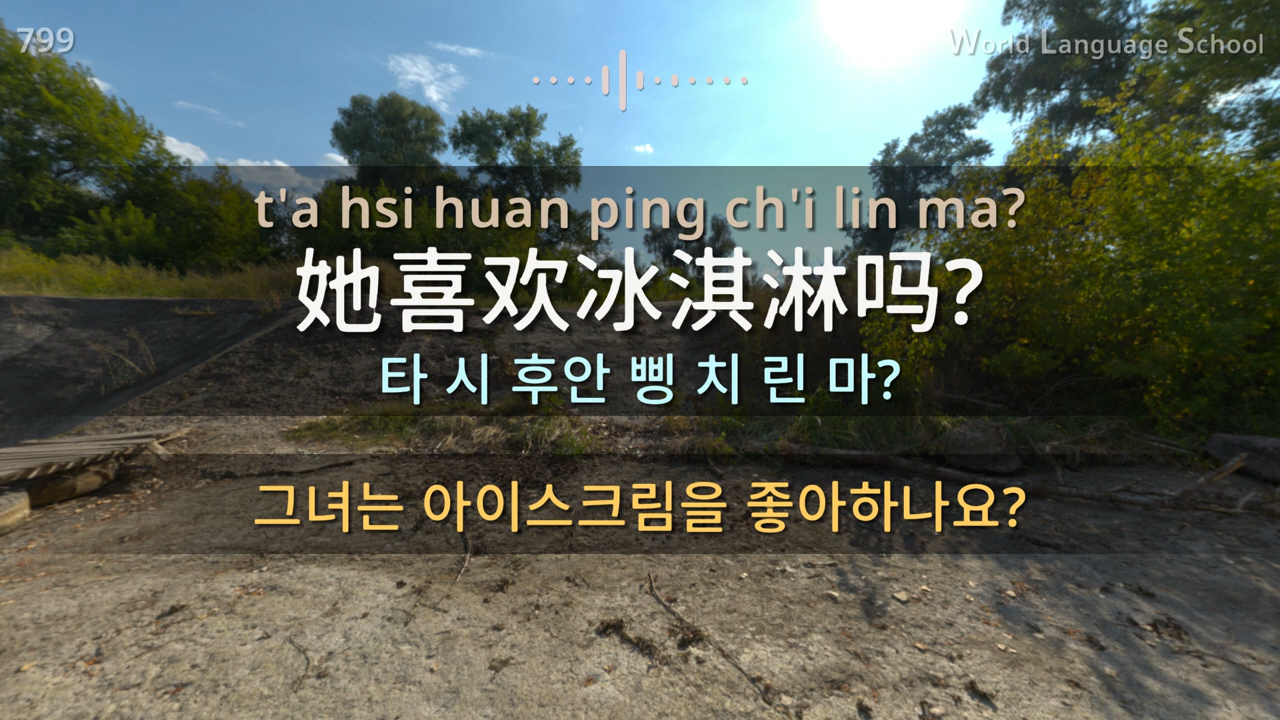 799
World Language School
t'a hsi huan ping ch'i lin ma?
她喜欢冰淇淋吗?
타 시 후안 삥 치 린 마?
그녀는 아이스크림을 좋아하나요?